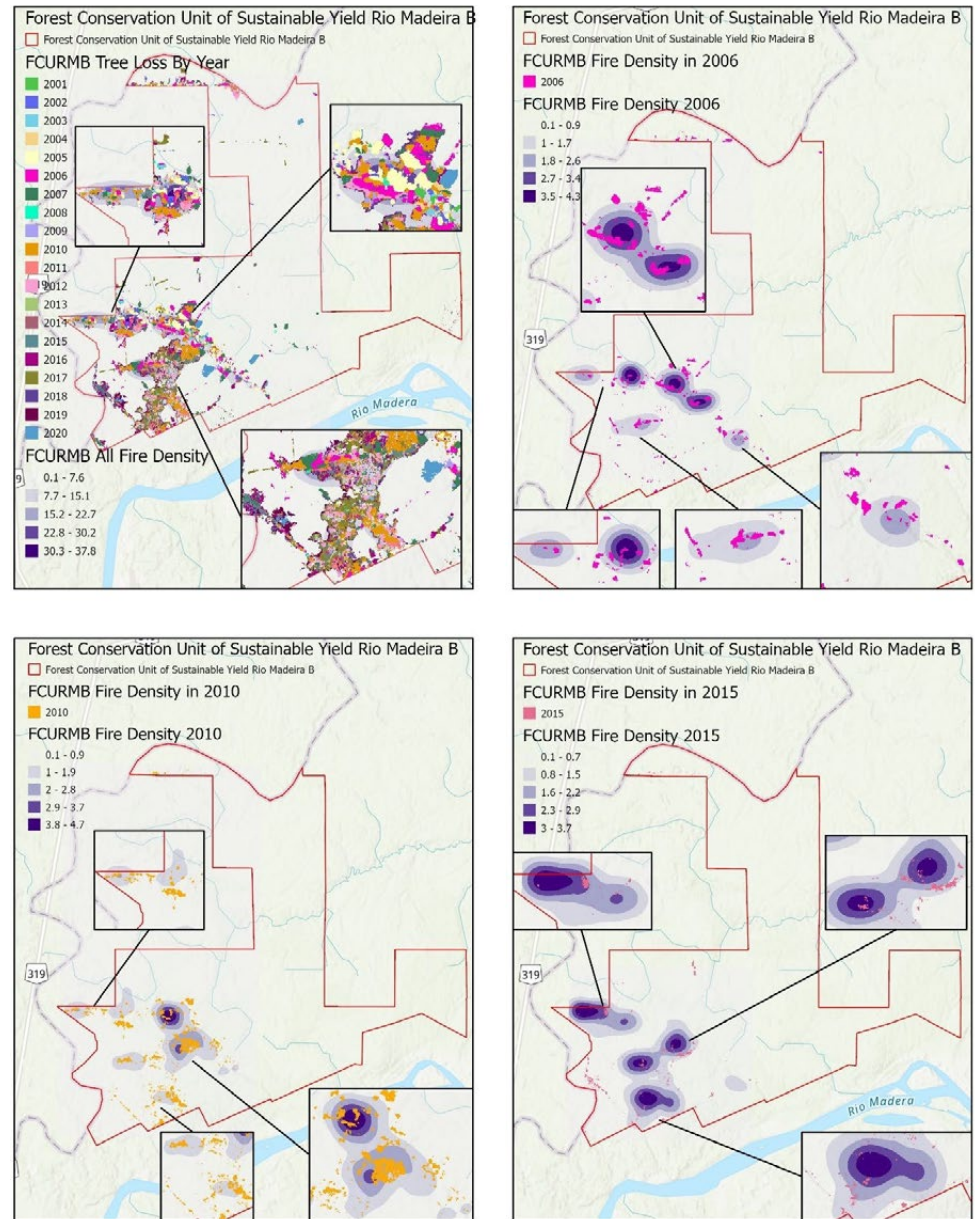 Forest Conservation Unit of Sustainable Yield Rio Madeira B
Forest Conservation Unit of Sustainable Yield Rio Madeira B
FCURMB Tree Loss By Year
2001
2002
2003
2004
2005
2006
2007
2008
2009
2010
2011
2012
2013
2014
2015
2016
2017
2018
2019
2020
FCURMB All Fire Density
0.1 - 7.6
7.7 - 15.1
15.2 - 22.7
22.8 - 30.2
30.3 - 37.8
Rio Madera
Forest Conservation Unit of Sustainable Yield Rio Madeira B
Forest Conservation Unit of Sustainable Yield Rio Madeira B
FCURMB Fire Density in 2006
2006
FCURMB Fire Density 2006
0.1 - 0.9
1 - 1.7
1.8 - 2.6
2.7 - 3.4
3.5 - 4.3
319
Forest Conservation Unit of Sustainable Yield Rio Madeira B
Forest Conservation Unit of Sustainable Yield Rio Madeira B
FCURMB Fire Density in 2010
2010
FCURMB Fire Density 2010
0.1 - 0.9
1 - 1.9
2 - 2.8
2.9 - 3.7
3.8 - 4.7
319
Forest Conservation Unit of Sustainable Yield Rio Madeira B
Forest Conservation Unit of Sustainable Yield Rio Madeira B
FCURMB Fire Density in 2015
2015
FCURMB Fire Density 2015
0.1 - 0.7
0.8 - 1.5
1.6 - 2.2
2.3 - 2.9
3 - 3.7
319
Rio Madera